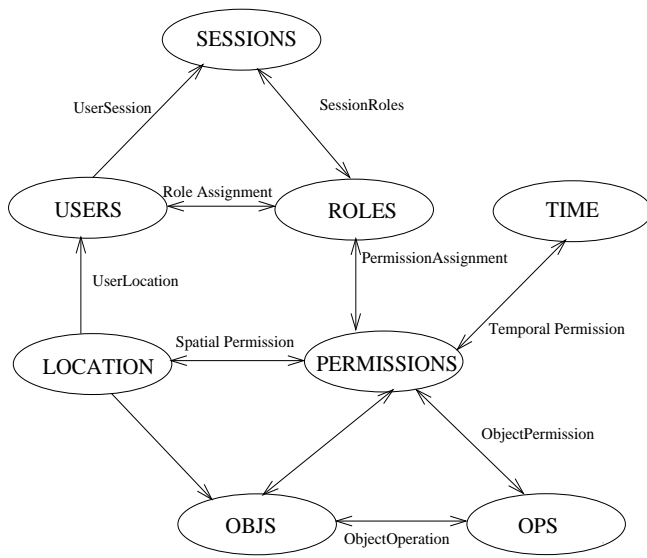 SESSIONS
UserSession
SessionRoles
Role Assignment
USERS
ROLES
TIME
PermissionAssignment
UserLocation
Temporal Permission
Spatial Permission
LOCATION
PERMISSIONS
ObjectPermission
OBJS
OPS
ObjectOperation